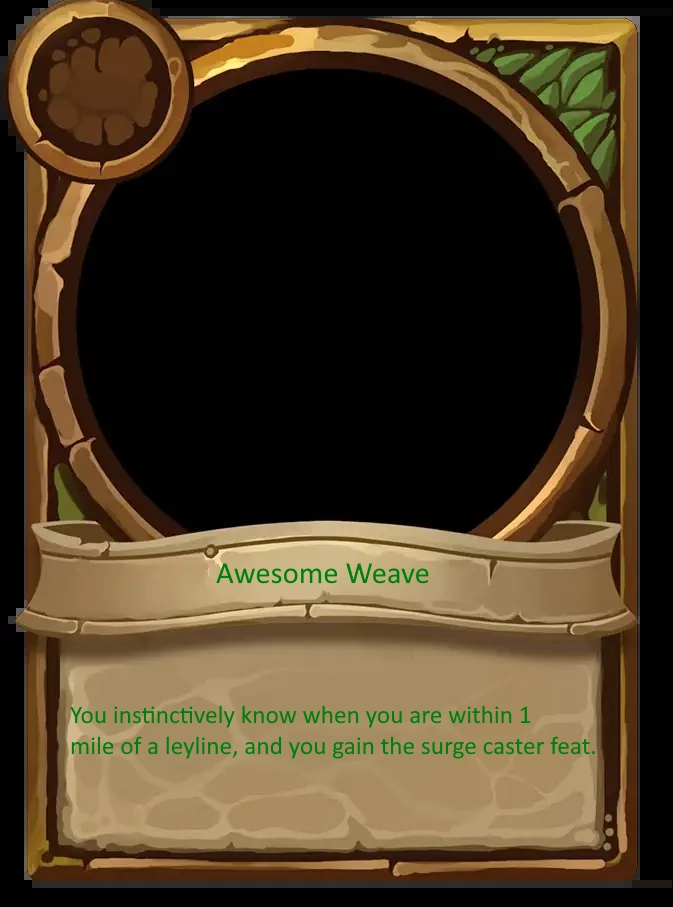 Awesome Weave
You instinctively know when you are within 1
mile of a leyline, and you gain the surge caster feat.